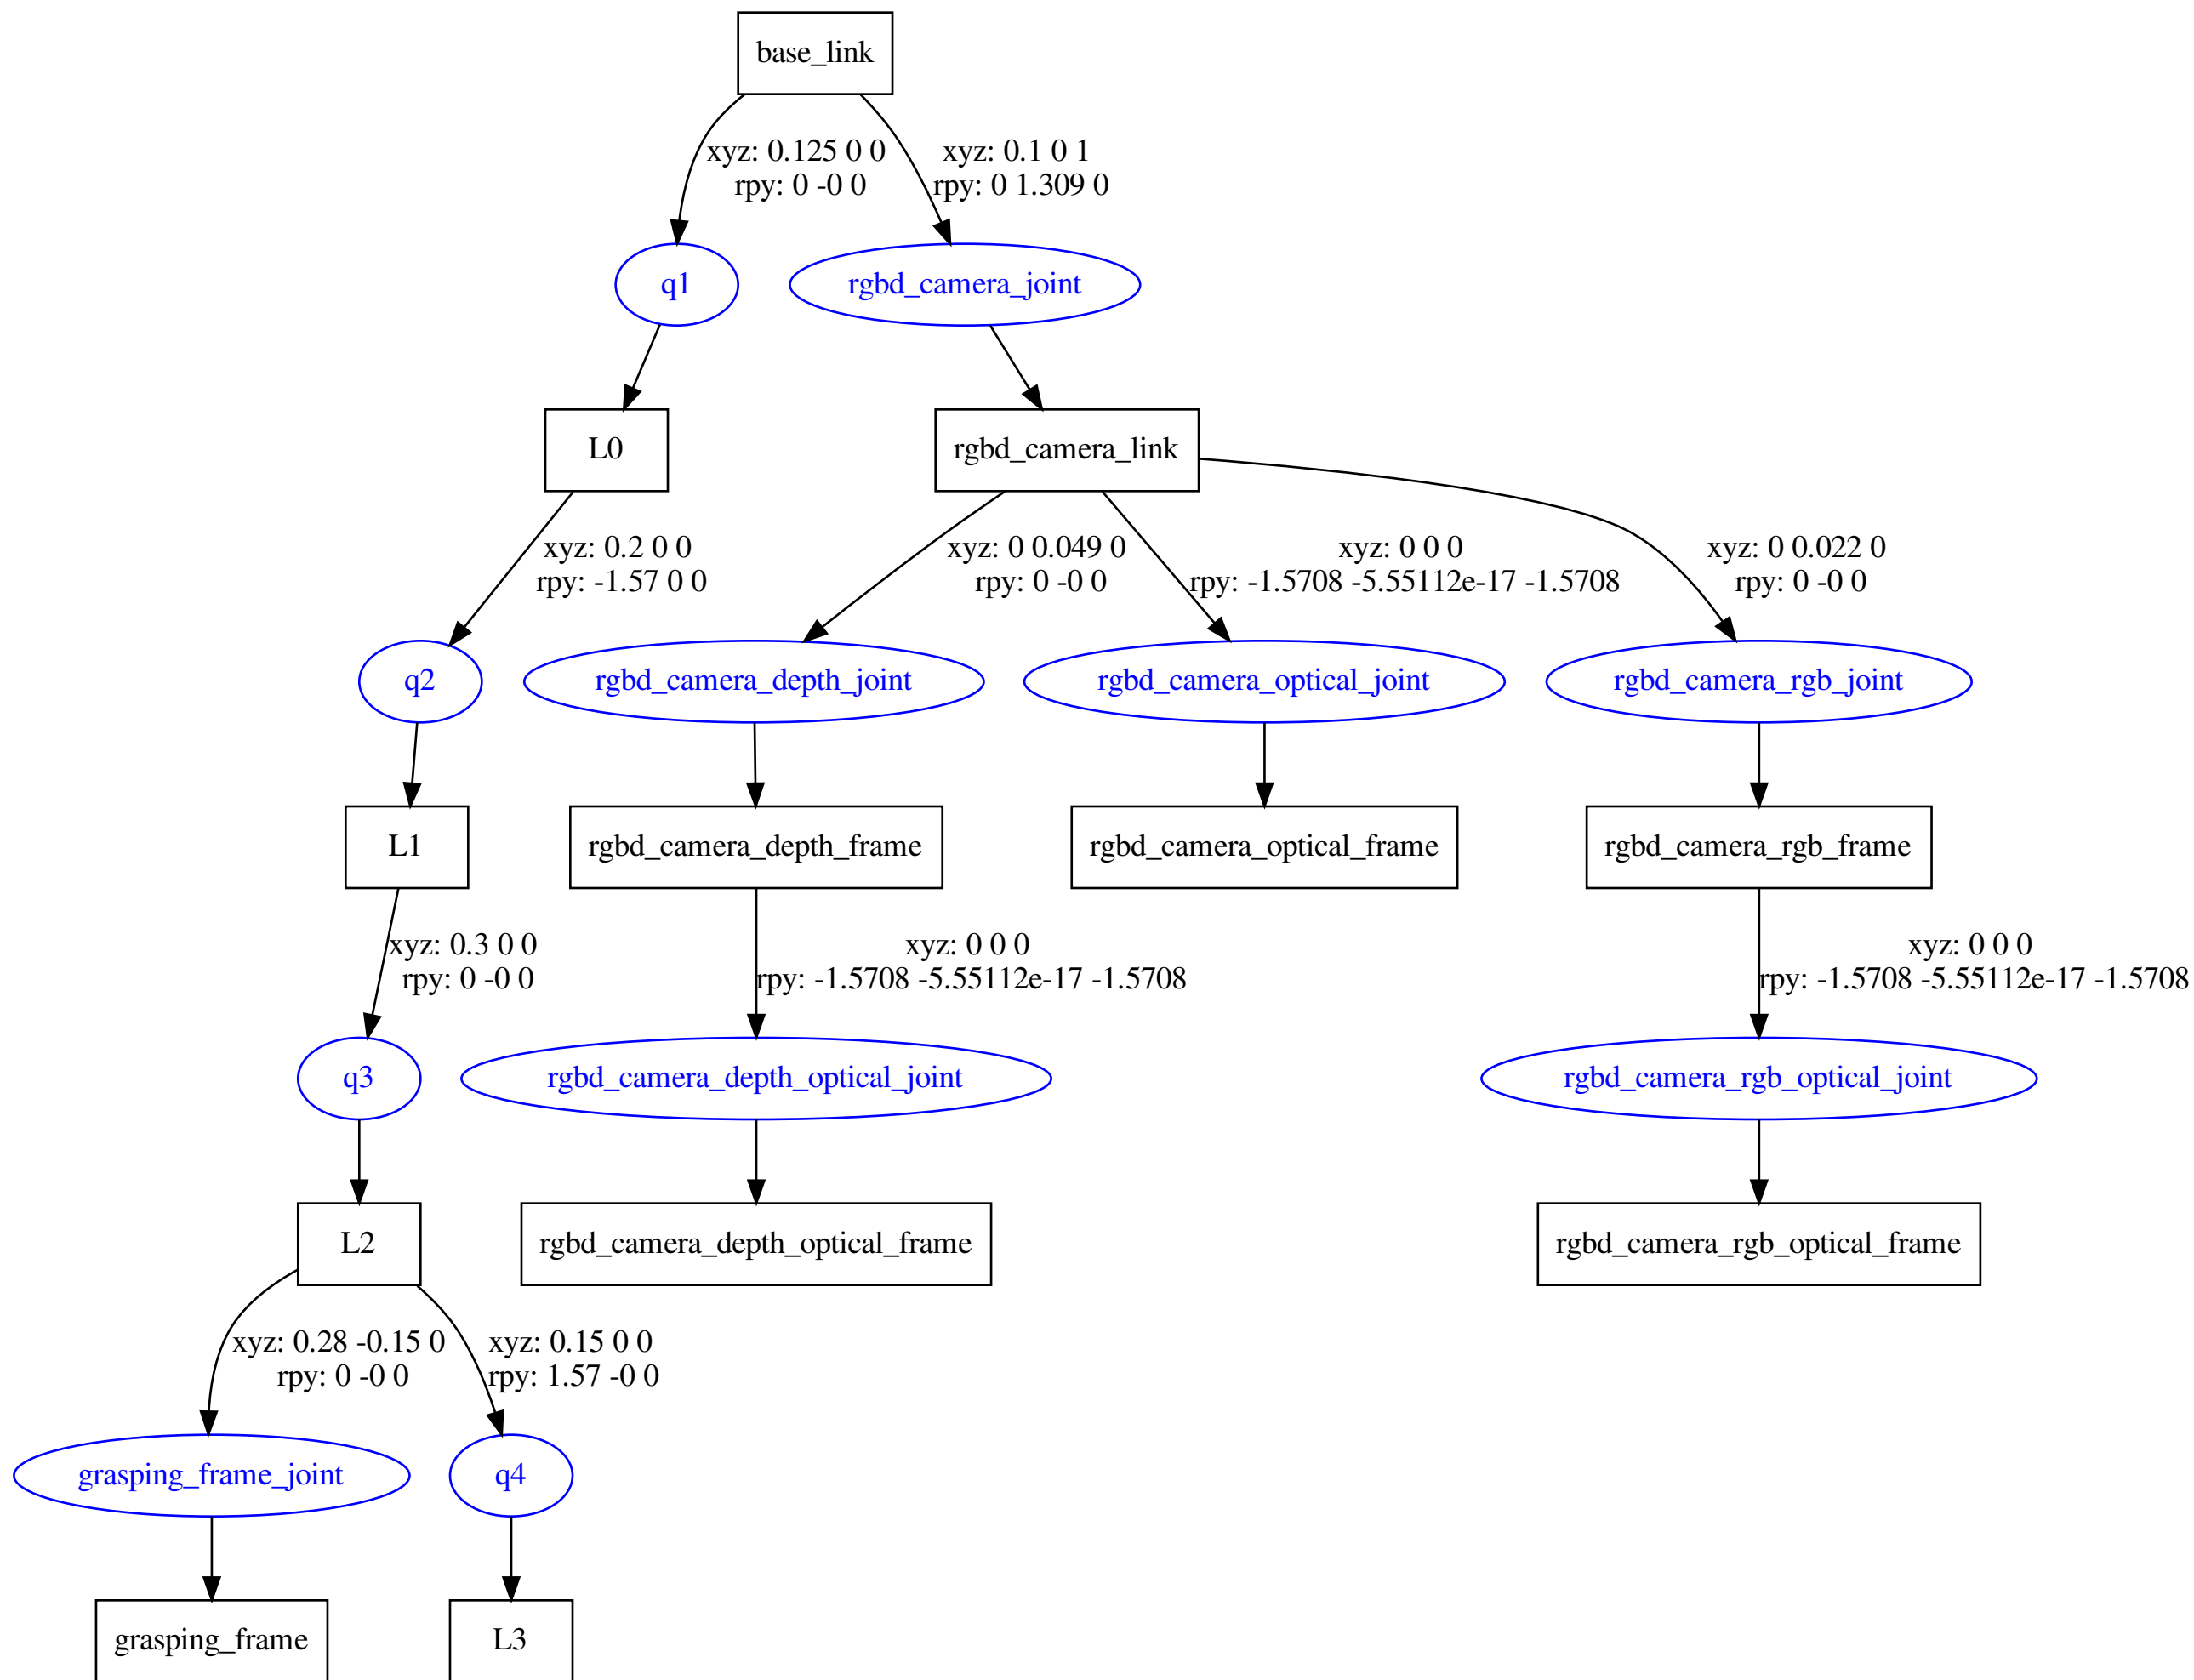 base_link
xyz: 0.125 0 0
rpy: 0 -0 0
xyz: 0.1 0 1
rpy: 0 1.309 0
q1
rgbd_camera_joint
L0
rgbd_camera_link
xyz: 0.2 0 0
rpy: -1.57 0 0
xyz: 0 0.049 0
rpy: 0 -0 0
xyz: 0 0 0
rpy: -1.5708 -5.55112e-17 -1.5708
xyz: 0 0.022 0
rpy: 0 -0 0
q2
rgbd_camera_depth_joint
rgbd_camera_optical_joint
rgbd_camera_rgb_joint
L1
rgbd_camera_depth_frame
rgbd_camera_optical_frame
rgbd_camera_rgb_frame
xyz: 0.3 0 0
rpy: 0 -0 0
xyz: 0 0 0
rpy: -1.5708 -5.55112e-17 -1.5708
xyz: 0 0 0
rpy: -1.5708 -5.55112e-17 -1.5708
q3
rgbd_camera_depth_optical_joint
rgbd_camera_rgb_optical_joint
L2
rgbd_camera_depth_optical_frame
rgbd_camera_rgb_optical_frame
xyz: 0.28 -0.15 0
rpy: 0 -0 0
xyz: 0.15 0 0
rpy: 1.57 -0 0
grasping_frame_joint
q4
grasping_frame
L3